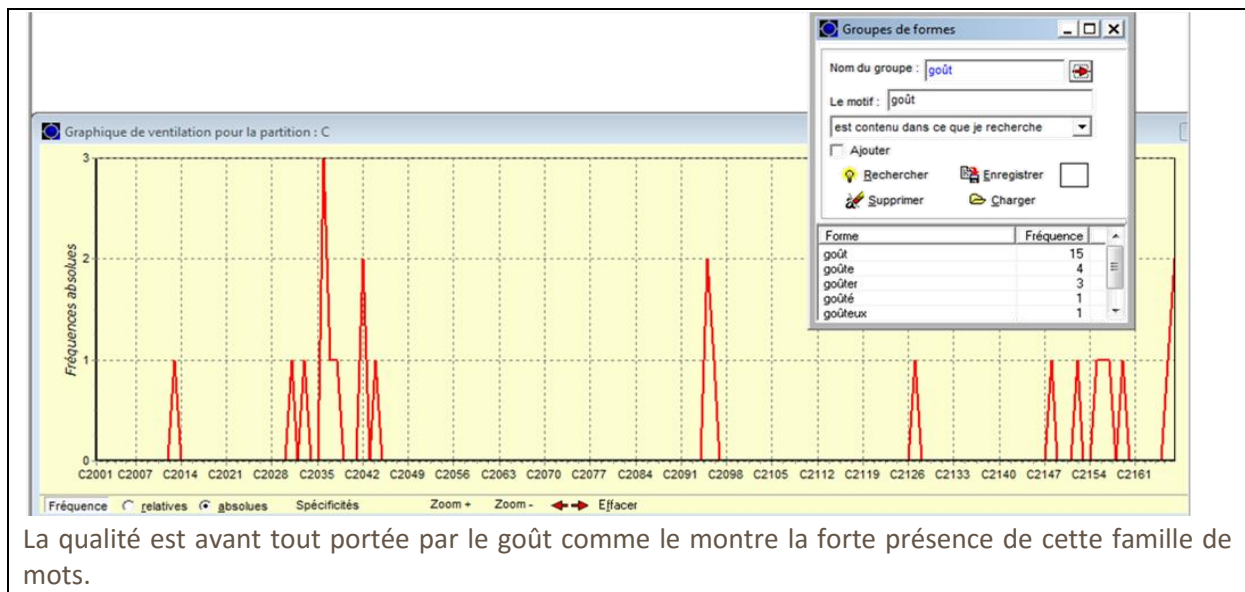 Groupes de formes
Nom du groupe : goût
Le motif : goût
est contenu dans ce que je recherche
Ajouter
Rechercher Enregistrer
Supprimer Charger
Forme Fréquence
goût 15
goûte 4
goûter 3
goûté 1
goûteux 1
Graphique de ventilation pour la partition : C
Fréquences absolues
3
2
1
0
C2001 C2007 C2014 C2021 C2028 C2035 C2042 C2049 C2056 C2063 C2070 C2077 C2084 C2091 C2098 C2105 C2112 C2119 C2126 C2133 C2140 C2147 C2154 C2161
Fréquence relatives absolues Spécificités Zoom + Zoom - Effacer
La qualité est avant tout portée par le goût comme le montre la forte présence de cette famille de
mots.